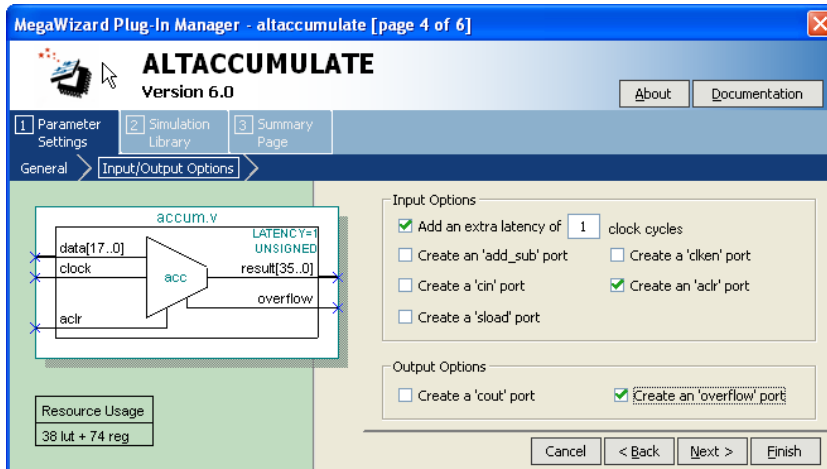 MegaWizard Plug-In Manager - altaccumulate [page 4 of 6]
ALTACCUMULATE
Version 6.0
About
Documentation
1 Parameter Settings
2 Simulation Library
3 Summary Page
General
Input/Output Options
accum.v
LATENCY=1
UNSIGNED
data[17..0]
clock
acc
result[35..0]
overflow
aclr
Resource Usage
38 lut + 74 reg
Input Options
Add an extra latency of 1 clock cycles
Create an 'add_sub' port
Create a 'clken' port
Create a 'cin' port
Create an 'aclr' port
Create a 'sload' port
Output Options
Create a 'cout' port
Create an 'overflow' port
Cancel
< Back
Next >
Finish